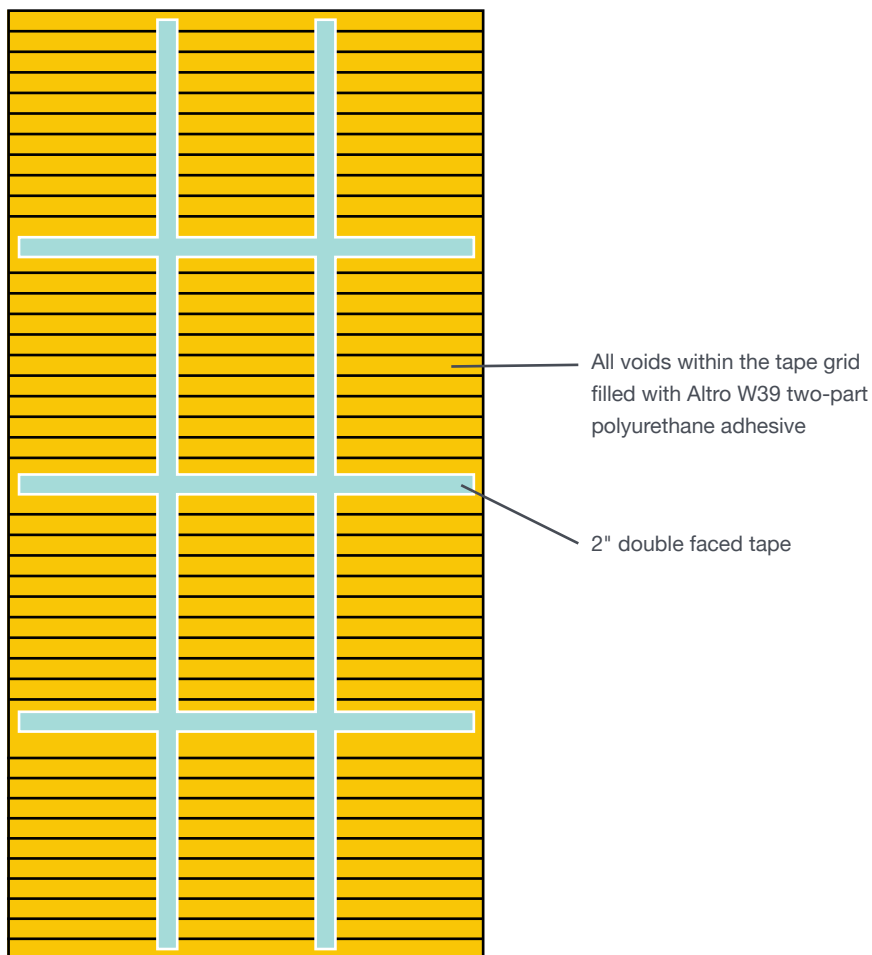 All voids within the tape grid
filled with Altro W39 two-part
polyurethane adhesive
2" double faced tape